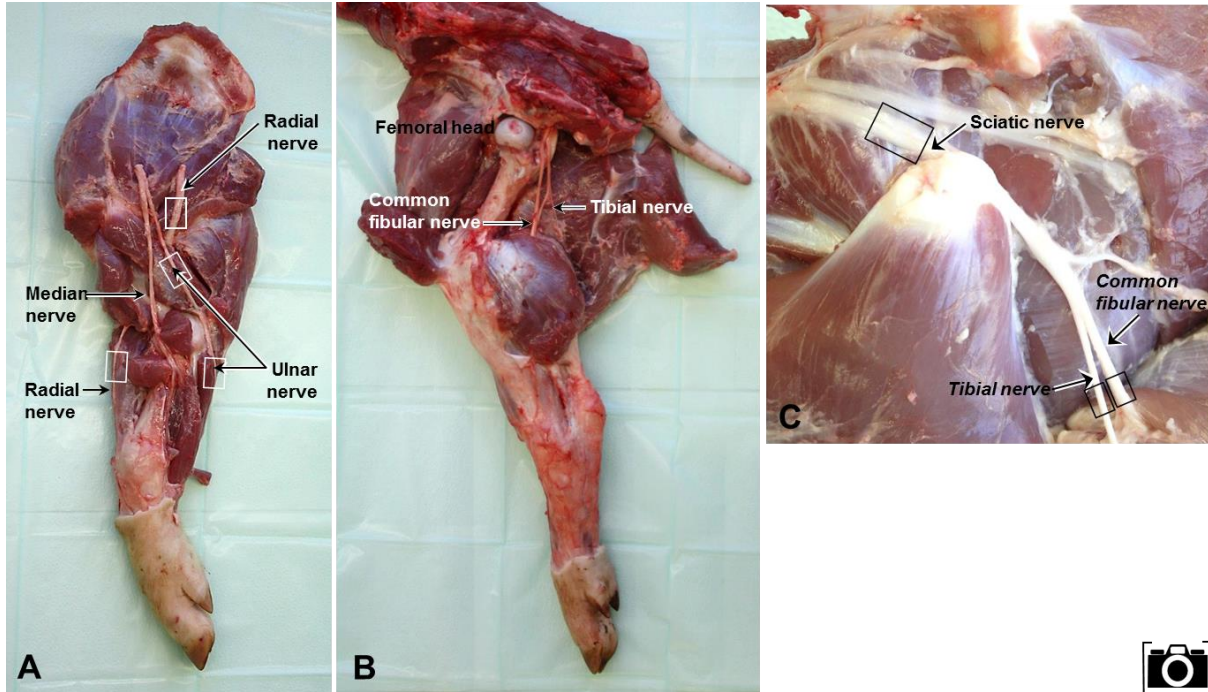 Radial
nerve
Median
nerve
Radial
nerve
Ulnar
nerve
A
Femoral head
Common
fibular nerve
Tibial nerve
B
Sciatic nerve
Common
fibular nerve
Tibial nerve
C